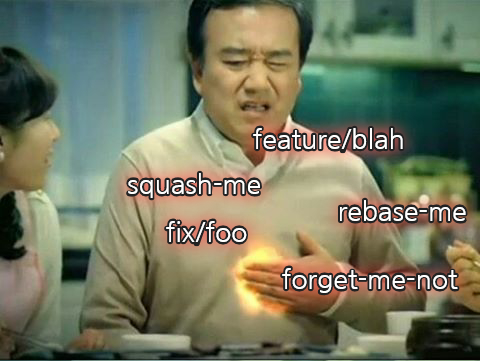 feature/blah
squash-me
rebase-me
fix/foo
forget-me-not